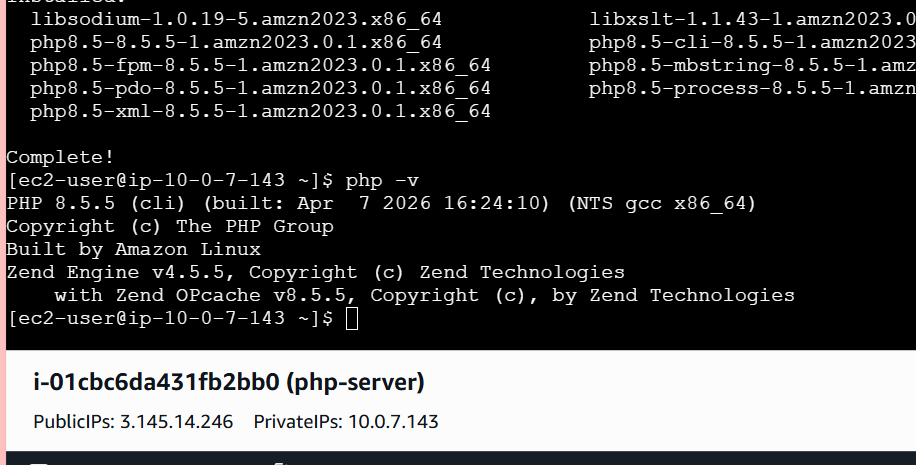 libsodium-1.0.19-5.amzn2023.x86_64 libxslt-1.1.43-1.amzn2023.0
php8.5-8.5.5-1.amzn2023.0.1.x86_64 php8.5-cli-8.5.5-1.amzn2023
php8.5-fpm-8.5.5-1.amzn2023.0.1.x86_64 php8.5-mbstring-8.5.5-1.amz
php8.5-pdo-8.5.5-1.amzn2023.0.1.x86_64 php8.5-process-8.5.5-1.amzn
php8.5-xml-8.5.5-1.amzn2023.0.1.x86_64
Complete!
[ec2-user@ip-10-0-7-143 ~]$ php -v
PHP 8.5.5 (cli) (built: Apr  7 2026 16:24:10) (NTS gcc x86_64)
Copyright (c) The PHP Group
Built by Amazon Linux
Zend Engine v4.5.5, Copyright (c) Zend Technologies
    with Zend OPcache v8.5.5, Copyright (c), by Zend Technologies
[ec2-user@ip-10-0-7-143 ~]$
i-01cbc6da431fb2bb0 (php-server)
PublicIPs: 3.145.14.246 PrivateIPs: 10.0.7.143